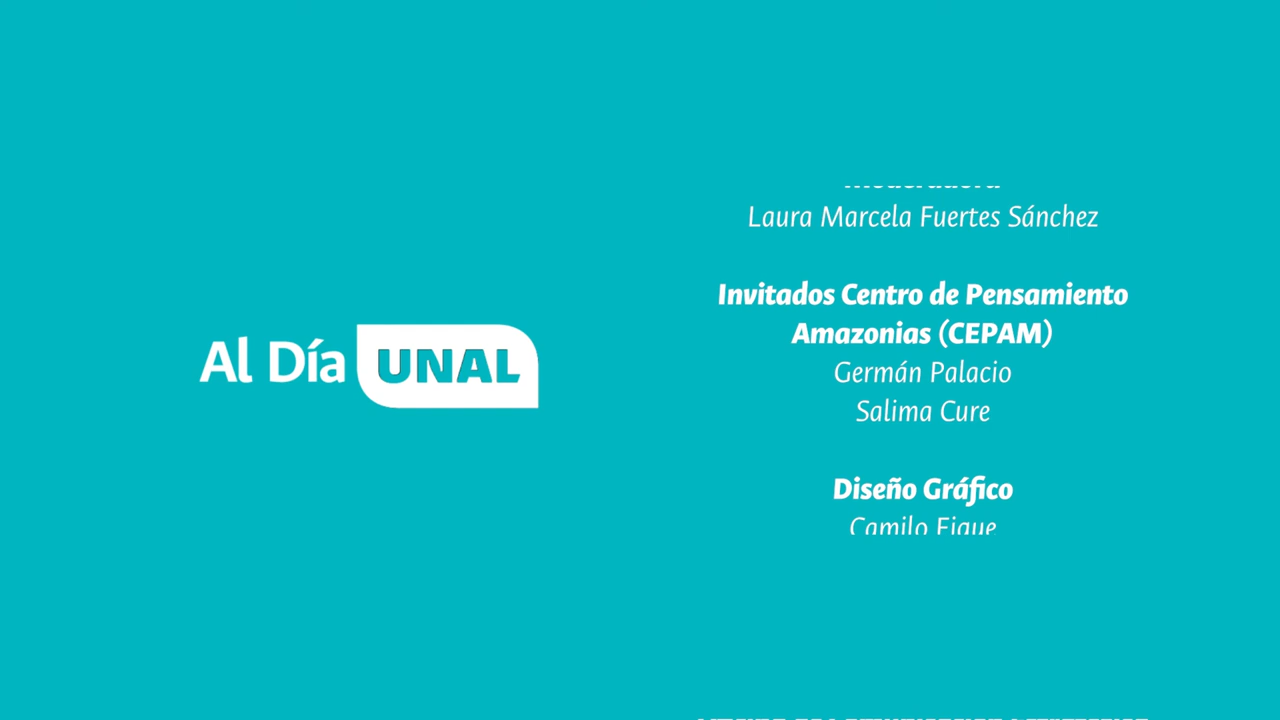 Al Día UNAL
Laura Marcela Fuertes Sánchez
Invitados Centro de Pensamiento
Amazonias (CEPAM)
Germán Palacio
Salima Cure
Diseño Gráfico
Camilo